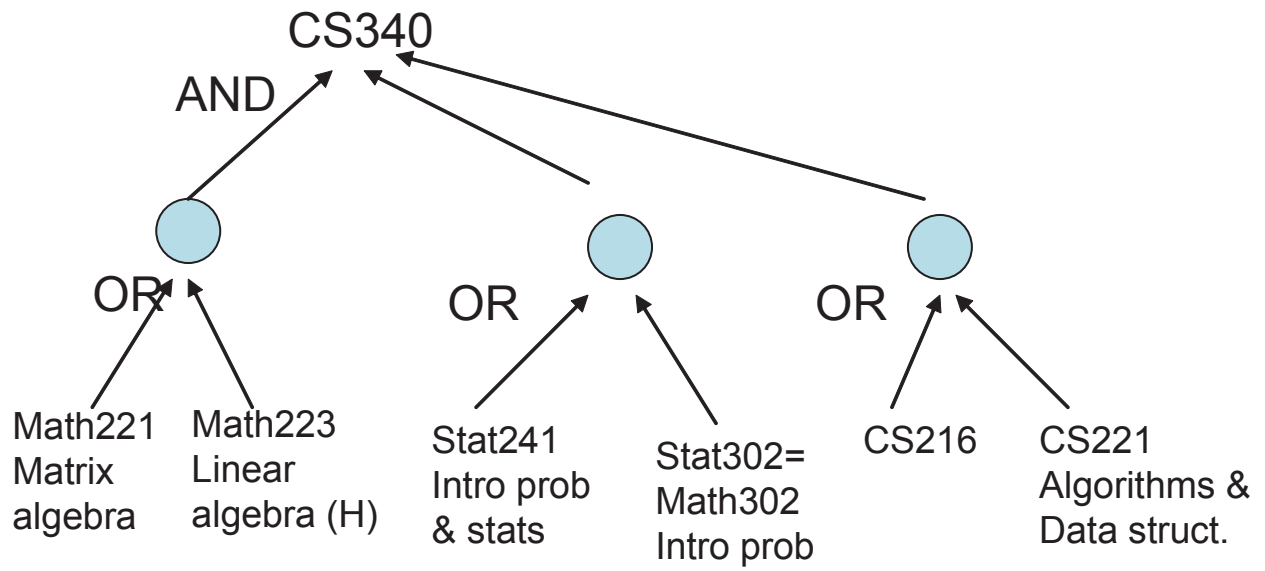 CS340
AND
OR
OR
OR
Math221
Matrix
algebra
Math223
Linear
algebra (H)
Stat241
Intro prob
& stats
Stat302=
Math302
Intro prob
CS216
CS221
Algorithms &
Data struct.